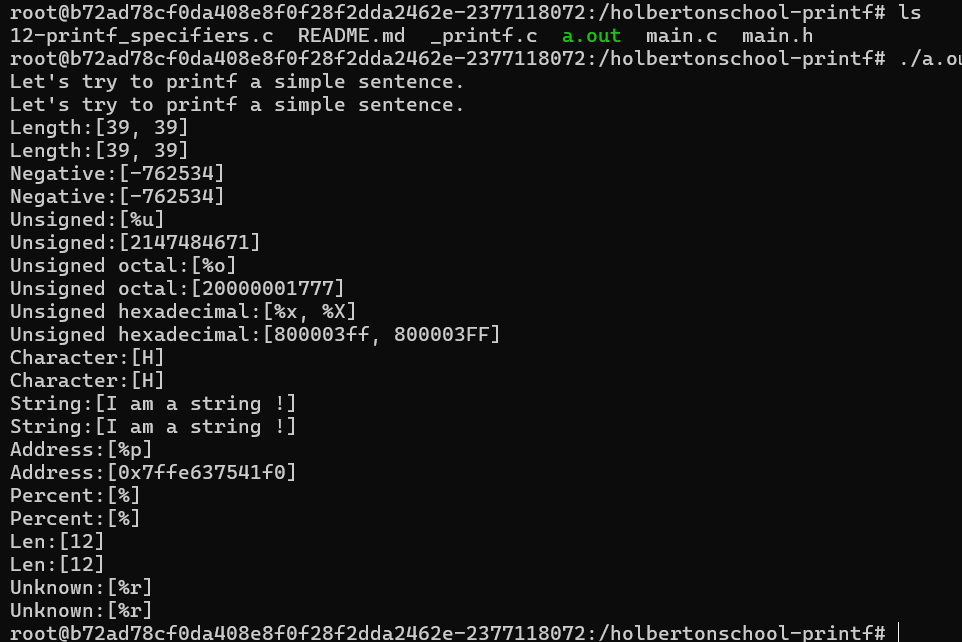 root@b72ad78cf0da408e8f0f28f2dda2462e-2377118072:/holbertonschool-printf# ls
12-printf_specifiers.c  README.md  _printf.c  a.out  main.c  main.h
root@b72ad78cf0da408e8f0f28f2dda2462e-2377118072:/holbertonschool-printf# ./a.ou
Let's try to printf a simple sentence.
Let's try to printf a simple sentence.
Length:[39, 39]
Length:[39, 39]
Negative:[-762534]
Negative:[-762534]
Unsigned:[%u]
Unsigned:[2147484671]
Unsigned octal:[%o]
Unsigned octal:[20000001777]
Unsigned hexadecimal:[%x, %X]
Unsigned hexadecimal:[800003ff, 800003FF]
Character:[H]
Character:[H]
String:[I am a string !]
String:[I am a string !]
Address:[%p]
Address:[0x7ffe637541f0]
Percent:[%]
Percent:[%]
Len:[12]
Len:[12]
Unknown:[%r]
Unknown:[%r]
root@b72ad78cf0da408e8f0f28f2dda2462e-2377118072:/holbertonschool-printf#